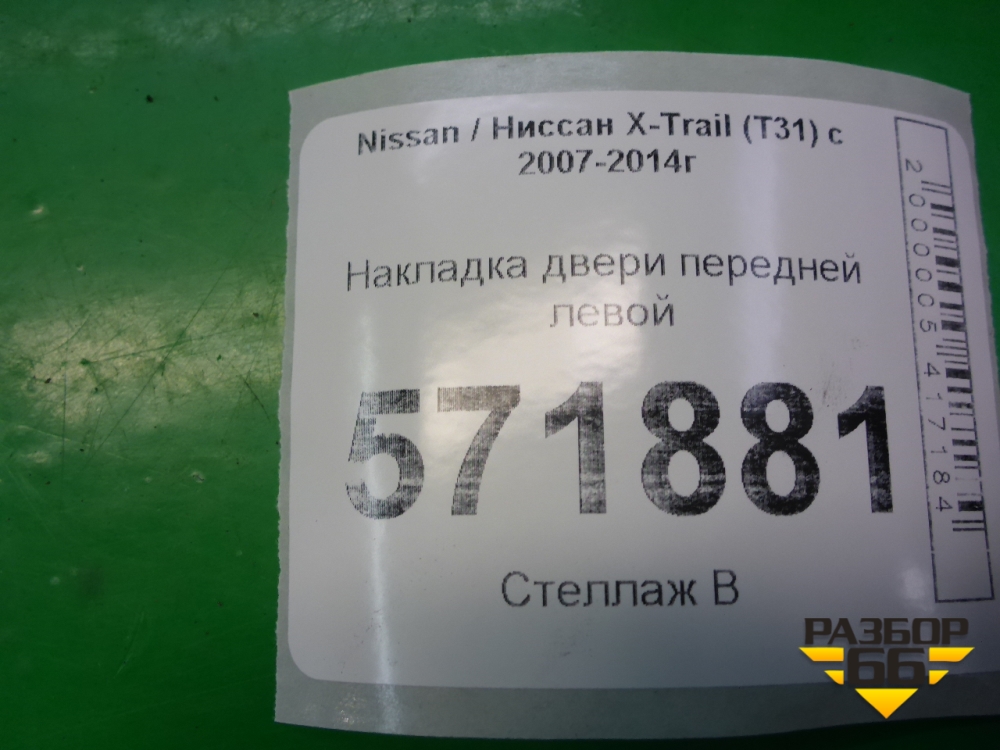 Nissan / Ниссан X-Trail (T31) с
2007-2014г
Накладка двери передней
левой
571881
Стеллаж В
2000005417184
РАЗБОР
66